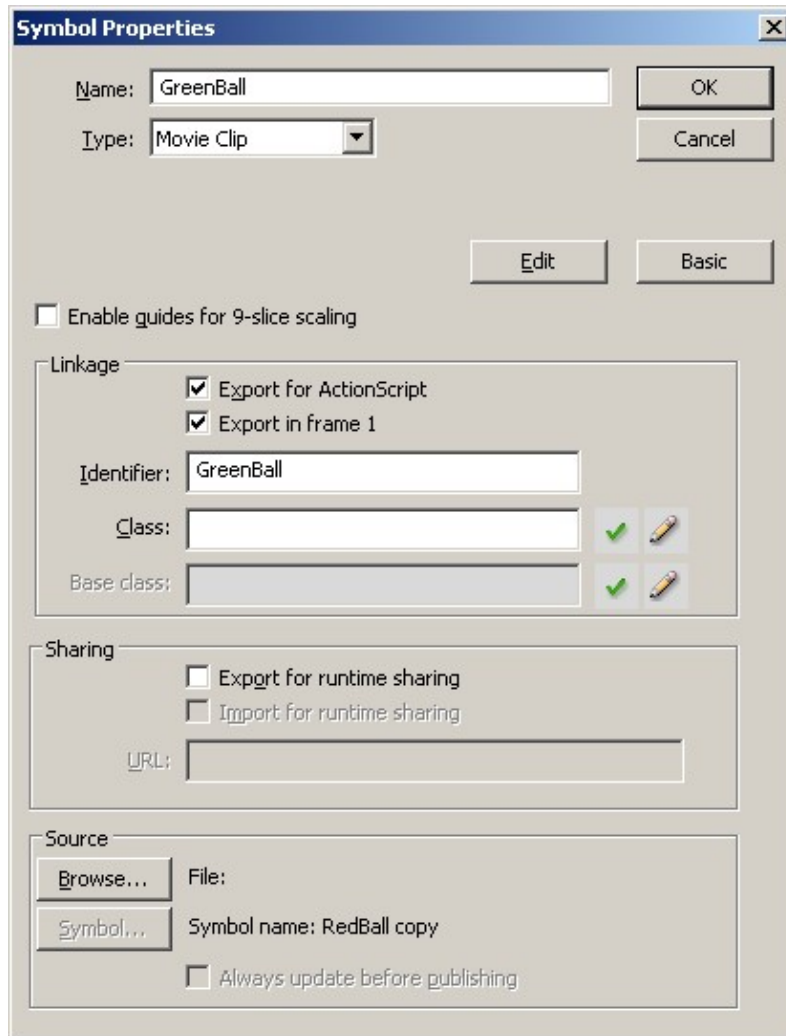 Symbol Properties
Name: GreenBall
OK
Type: Movie Clip
Cancel
Edit
Basic
Enable guides for 9-slice scaling
Linkage
Export for ActionScript
Export in frame 1
Identifier: GreenBall
Class:
Base class:
Sharing
Export for runtime sharing
Import for runtime sharing
URL:
Source
Browse... File:
Symbol... Symbol name: RedBall copy
Always update before publishing